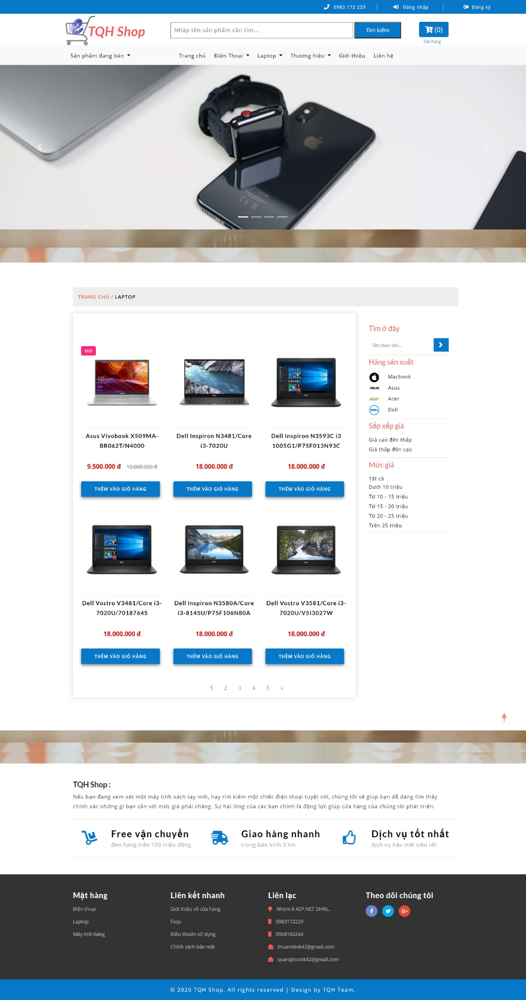 0983 172 229
Đăng nhập
Đăng ký
TQH Shop
Nhập tên sản phẩm cần tìm...
Tìm kiếm
(0)
Giỏ hàng
Sản phẩm đang bán
Trang chủ
Điện Thoại
Laptop
Thương hiệu
Giới thiệu
Liên hệ
iPhone
TRANG CHỦ / LAPTOP
Mới
Asus Vivobook X509MA-
BR062T/N4000
9.500.000 đ 10.000.000 đ
THÊM VÀO GIỎ HÀNG
Dell Inspiron N3481/Core
i3-7020U
18.000.000 đ
THÊM VÀO GIỎ HÀNG
Dell Inspiron N3593C i3
1005G1/P75F013N93C
18.000.000 đ
THÊM VÀO GIỎ HÀNG
Dell Vostro V3481/Core i3-
7020U/70187645
18.000.000 đ
THÊM VÀO GIỎ HÀNG
Dell Inspiron N3580A/Core
i3-8145U/P75F106N80A
18.000.000 đ
THÊM VÀO GIỎ HÀNG
Dell Vostro V3581/Core i3-
7020U/V5I3027W
18.000.000 đ
THÊM VÀO GIỎ HÀNG
1 2 3 4 5 »
Tìm ở đây
Tìm theo tên...
Hãng sản xuất
Macbook
ASUS Asus
acer Acer
DELL Dell
Sắp xếp giá
Giá cao đến thấp
Giá thấp đến cao
Mức giá
Tất cả
Dưới 10 triệu
Từ 10 - 15 triệu
Từ 15 - 20 triệu
Từ 20 - 25 triệu
Trên 25 triệu
TQH Shop :
Nếu bạn đang xem xét một máy tính xách tay mới, hay tìm kiếm một chiếc điện thoại tuyệt vời, chúng tôi sẽ giúp bạn dễ dàng tìm thấy
chính xác những gì bạn cần với mức giá phải chăng. Sự hài lòng của các bạn chính là động lực giúp cửa hàng của chúng tôi phát triển.
Free vận chuyển
đơn hàng trên 100 triệu đồng
Giao hàng nhanh
trong bán kính 3 km
Dịch vụ tốt nhất
dịch vụ hậu mãi siêu tốt
Mặt hàng
Điện thoại
Laptop
Máy tính bảng
Liên kết nhanh
Giới thiệu về cửa hàng
Faqs
Điều khoản sử dụng
Chính sách bảo mật
Liên lạc
Nhóm 8 ASP.NET DHNL.
0983172229
0968104244
thuandevk42@gmail.com
quangboonk42@gmail.com
Theo dõi chúng tôi
© 2020 TQH Shop. All rights reserved | Design by TQH Team.